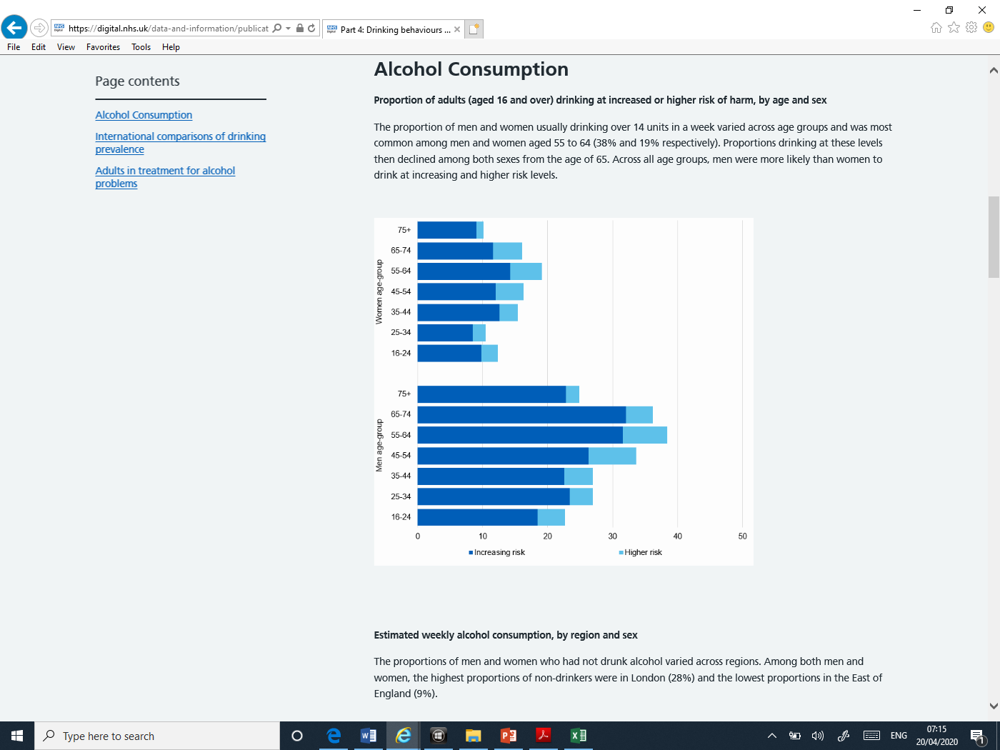 https://digital.nhs.uk/data-and-information/publicat
Part 4: Drinking behaviours ...
File Edit View Favorites Tools Help
Page contents
Alcohol Consumption
International comparisons of drinking
prevalence
Adults in treatment for alcohol
problems
Alcohol Consumption
Proportion of adults (aged 16 and over) drinking at increased or higher risk of harm, by age and sex
The proportion of men and women usually drinking over 14 units in a week varied across age groups and was most
common among men and women aged 55 to 64 (38% and 19% respectively). Proportions drinking at these levels
then declined among both sexes from the age of 65. Across all age groups, men were more likely than women to
drink at increasing and higher risk levels.
Women age-group
75+
65-74
55-64
45-54
35-44
25-34
16-24
Men age-group
75+
65-74
55-64
45-54
35-44
25-34
16-24
0 10 20 30 40 50
Increasing risk Higher risk
Estimated weekly alcohol consumption, by region and sex
The proportions of men and women who had not drunk alcohol varied across regions. Among both men and
women, the highest proportions of non-drinkers were in London (28%) and the lowest proportions in the East of
England (9%).
Type here to search
ENG
07:15
20/04/2020
1